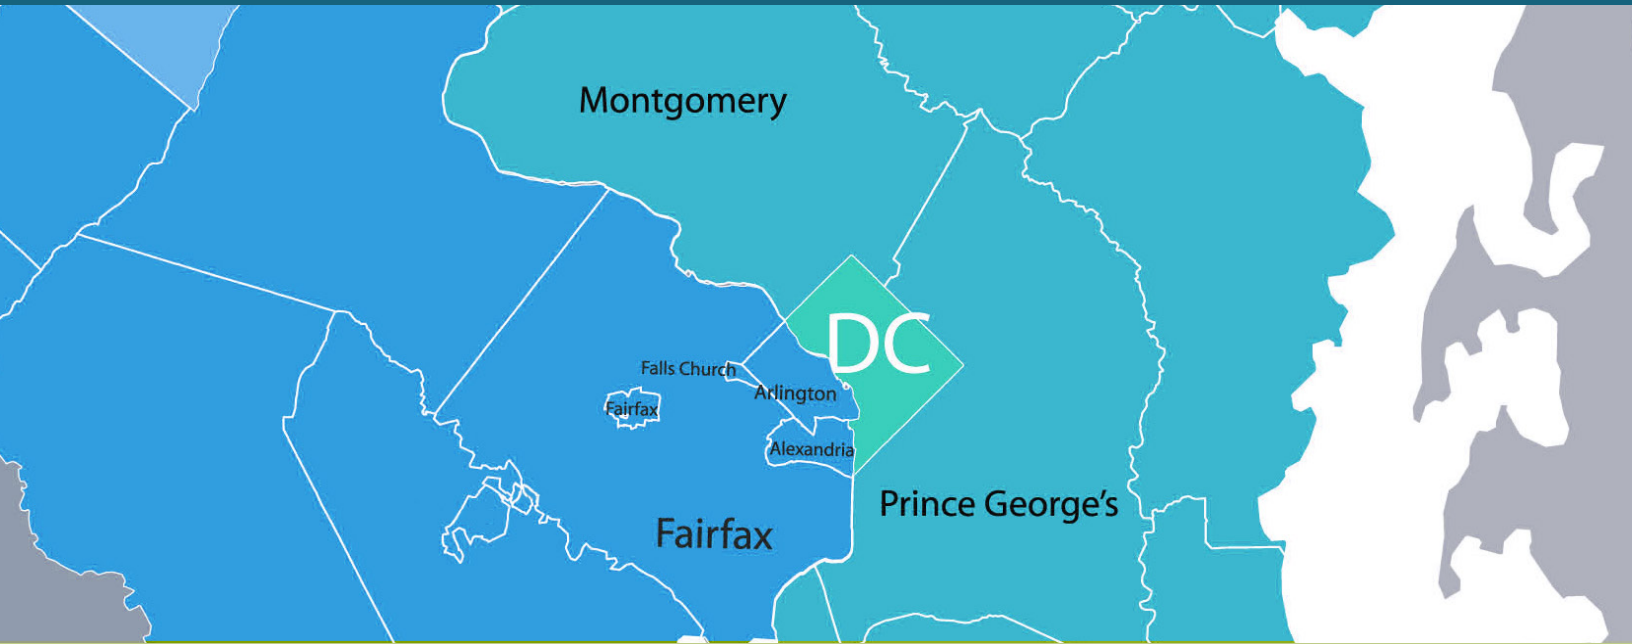 Montgomery
DC
Falls Church
Arlington
Fairfax
Alexandria
Prince George's
Fairfax